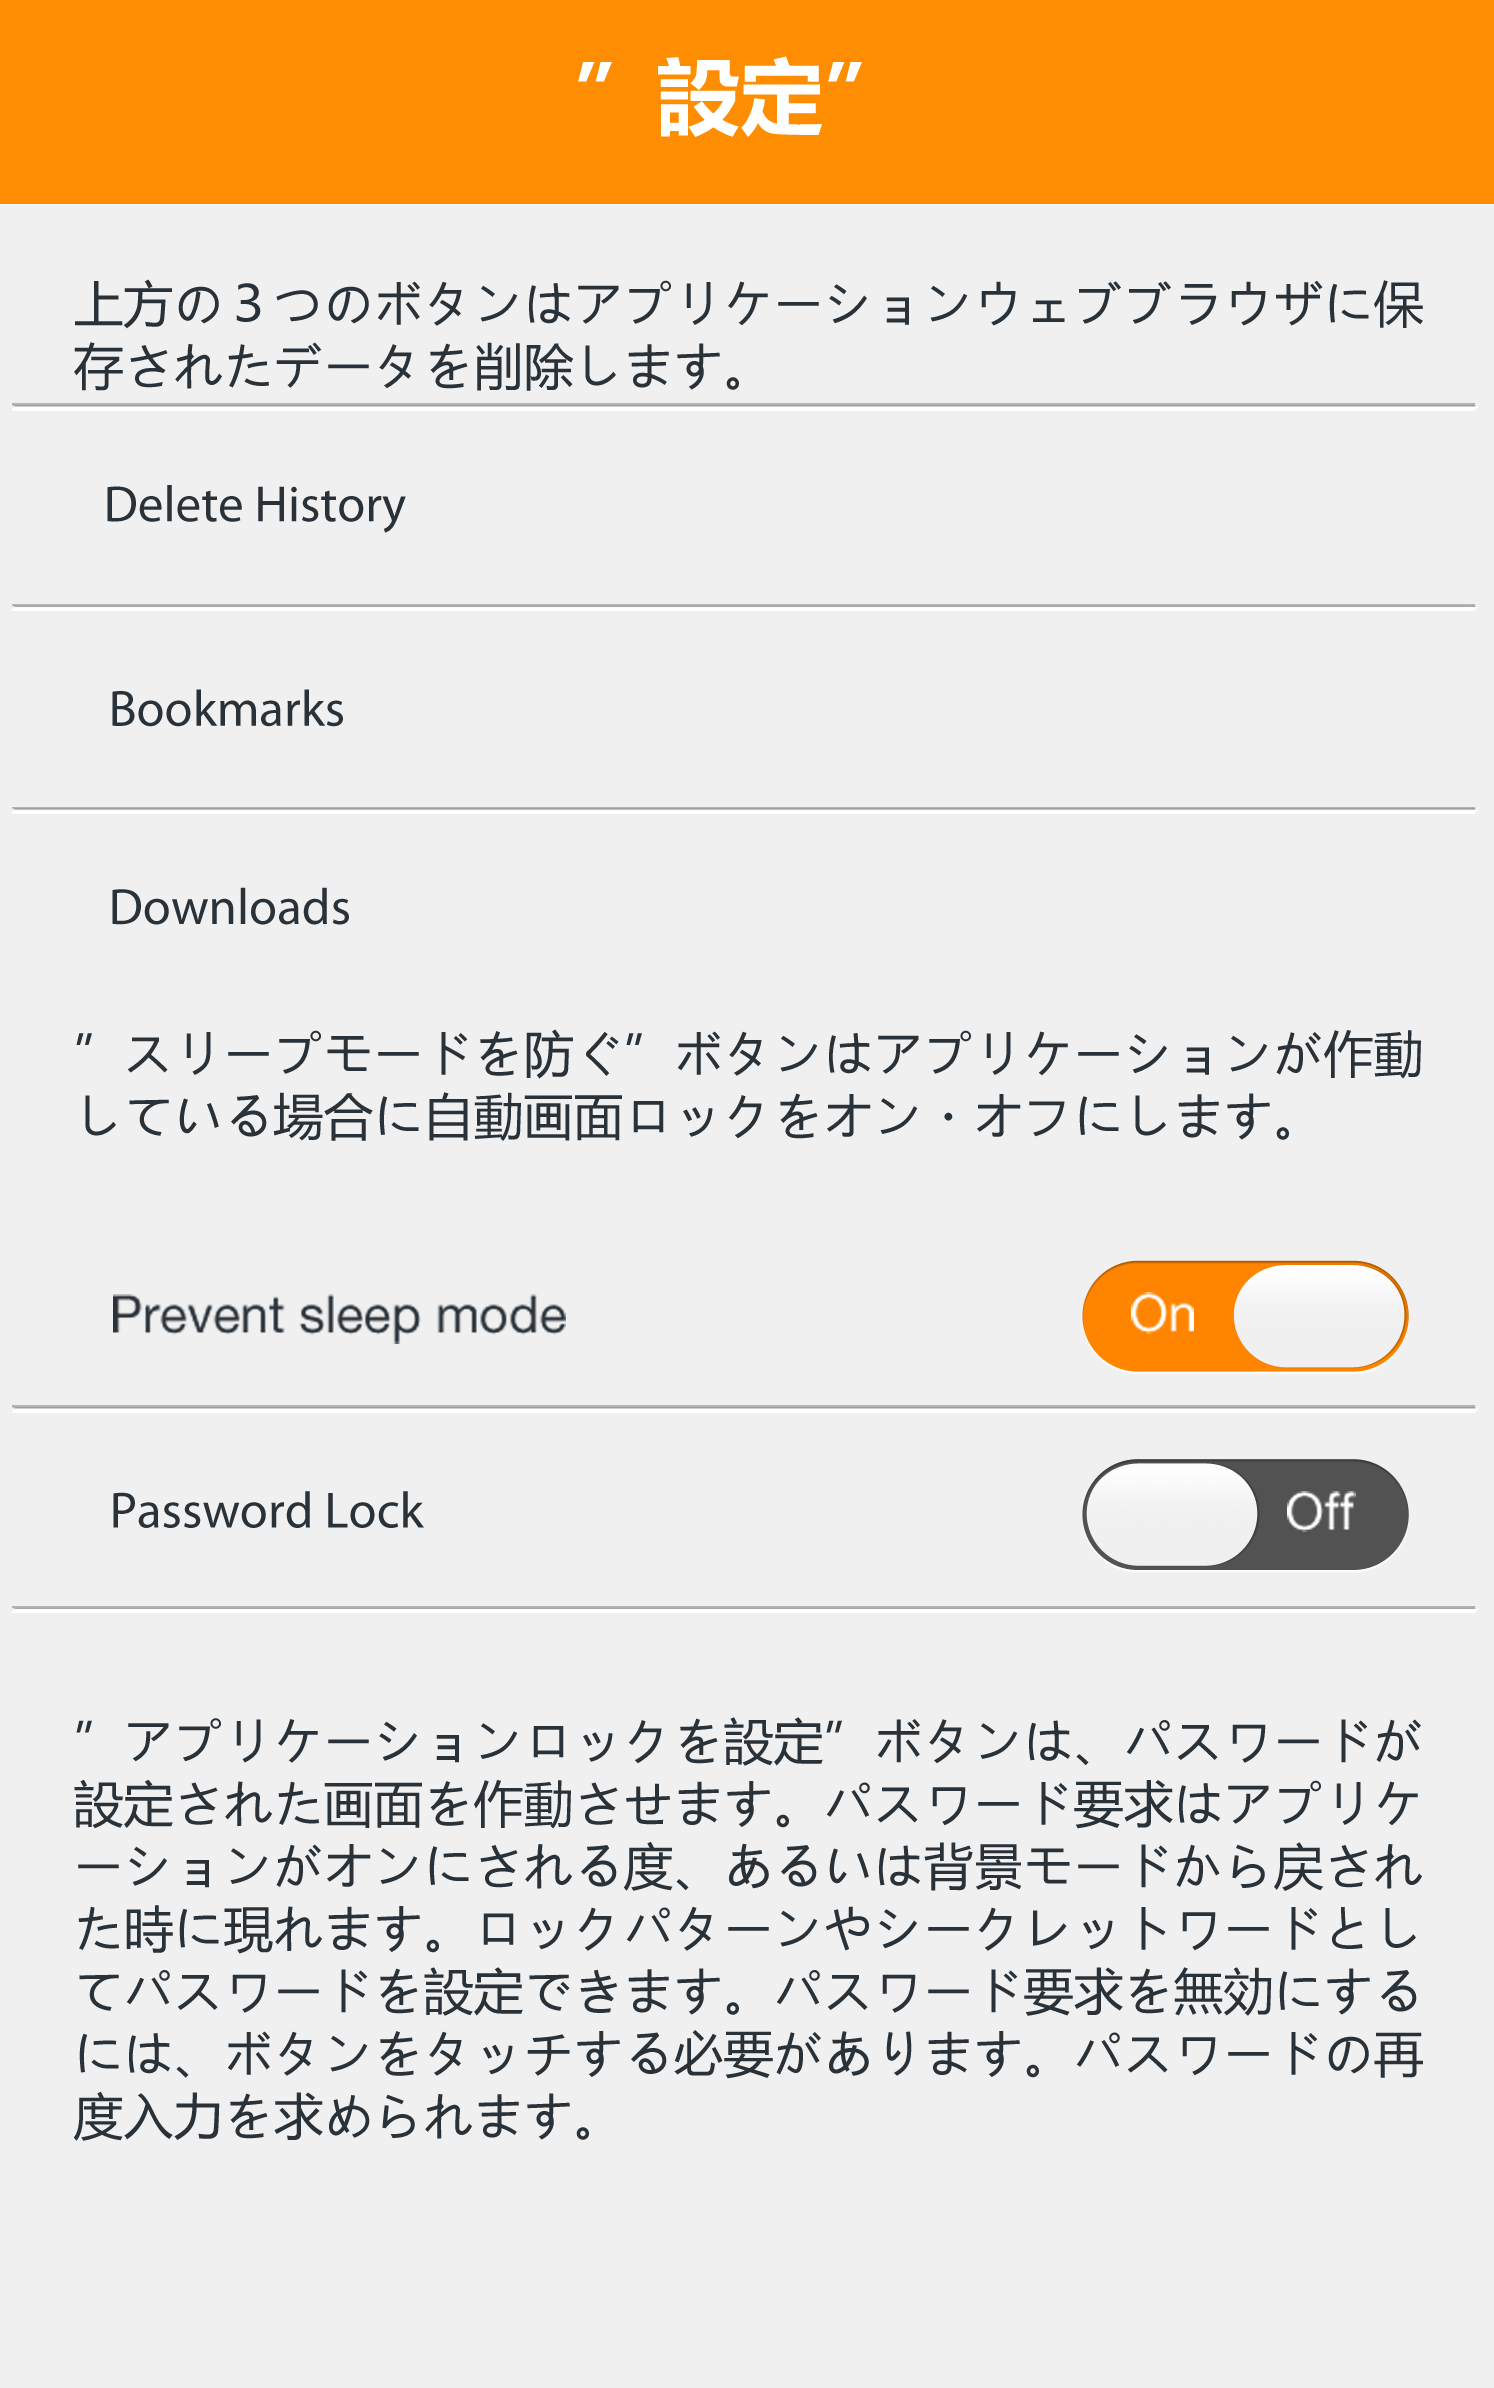 ”設定”
上方の３つのボタンはアプリケーションウェブブラウザに保
存されたデータを削除します。
Delete History
Bookmarks
Downloads
”スリープモードを防ぐ”ボタンはアプリケーションが作動
している場合に自動画面ロックをオン・オフにします。
Prevent sleep mode On
Password Lock Off
”アプリケーションロックを設定”ボタンは、パスワードが
設定された画面を作動させます。パスワード要求はアプリケ
ーションがオンにされる度、あるいは背景モードから戻され
た時に現れます。ロックパターンやシークレットワードとし
てパスワードを設定できます。パスワード要求を無効にする
には、ボタンをタッチする必要があります。パスワードの再
度入力を求められます。